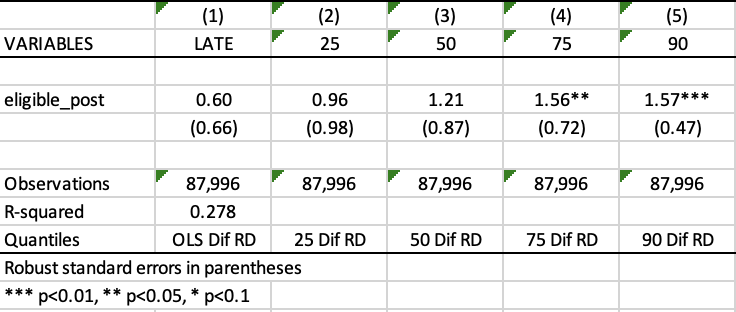 (1) (2) (3) (4) (5)
VARIABLES LATE 25 50 75 90
eligible_post 0.60 0.96 1.21 1.56** 1.57***
(0.66) (0.98) (0.87) (0.72) (0.47)
Observations 87,996 87,996 87,996 87,996 87,996
R-squared 0.278
Quantiles OLS Dif RD 25 Dif RD 50 Dif RD 75 Dif RD 90 Dif RD
Robust standard errors in parentheses
*** p<0.01, ** p<0.05, * p<0.1